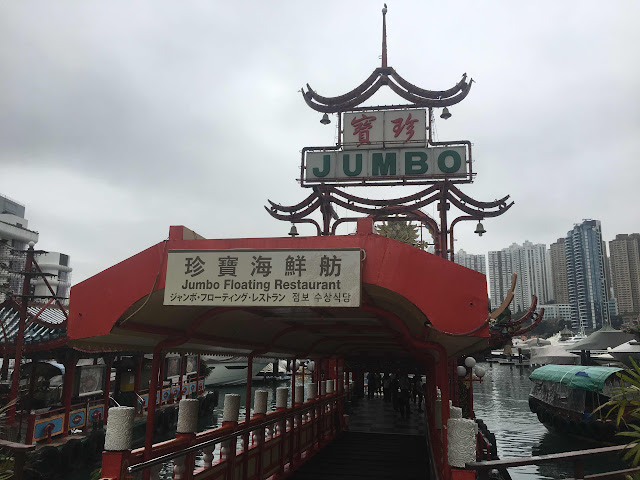 寶珍
JUMBO
珍寶海鮮舫
Jumbo Floating Restaurant
ジャンボ・フローティング・レストラン 점보 수상식당